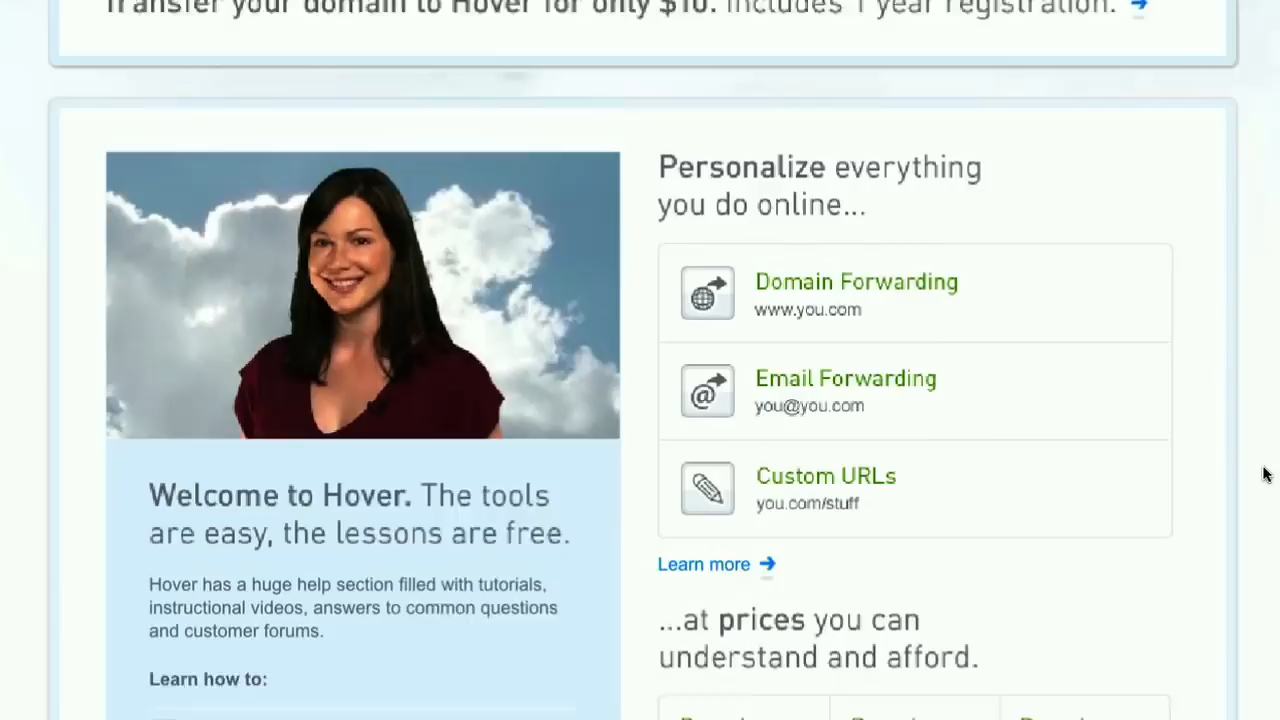 Transfer your domain to Hover for only $10. Includes 1 year registration.
Personalize everything
you do online...
Domain Forwarding
www.you.com
Email Forwarding
you@you.com
Custom URLs
you.com/stuff
Learn more
...at prices you can
understand and afford.
Welcome to Hover. The tools
are easy, the lessons are free.
Hover has a huge help section filled with tutorials,
instructional videos, answers to common questions
and customer forums.
Learn how to: